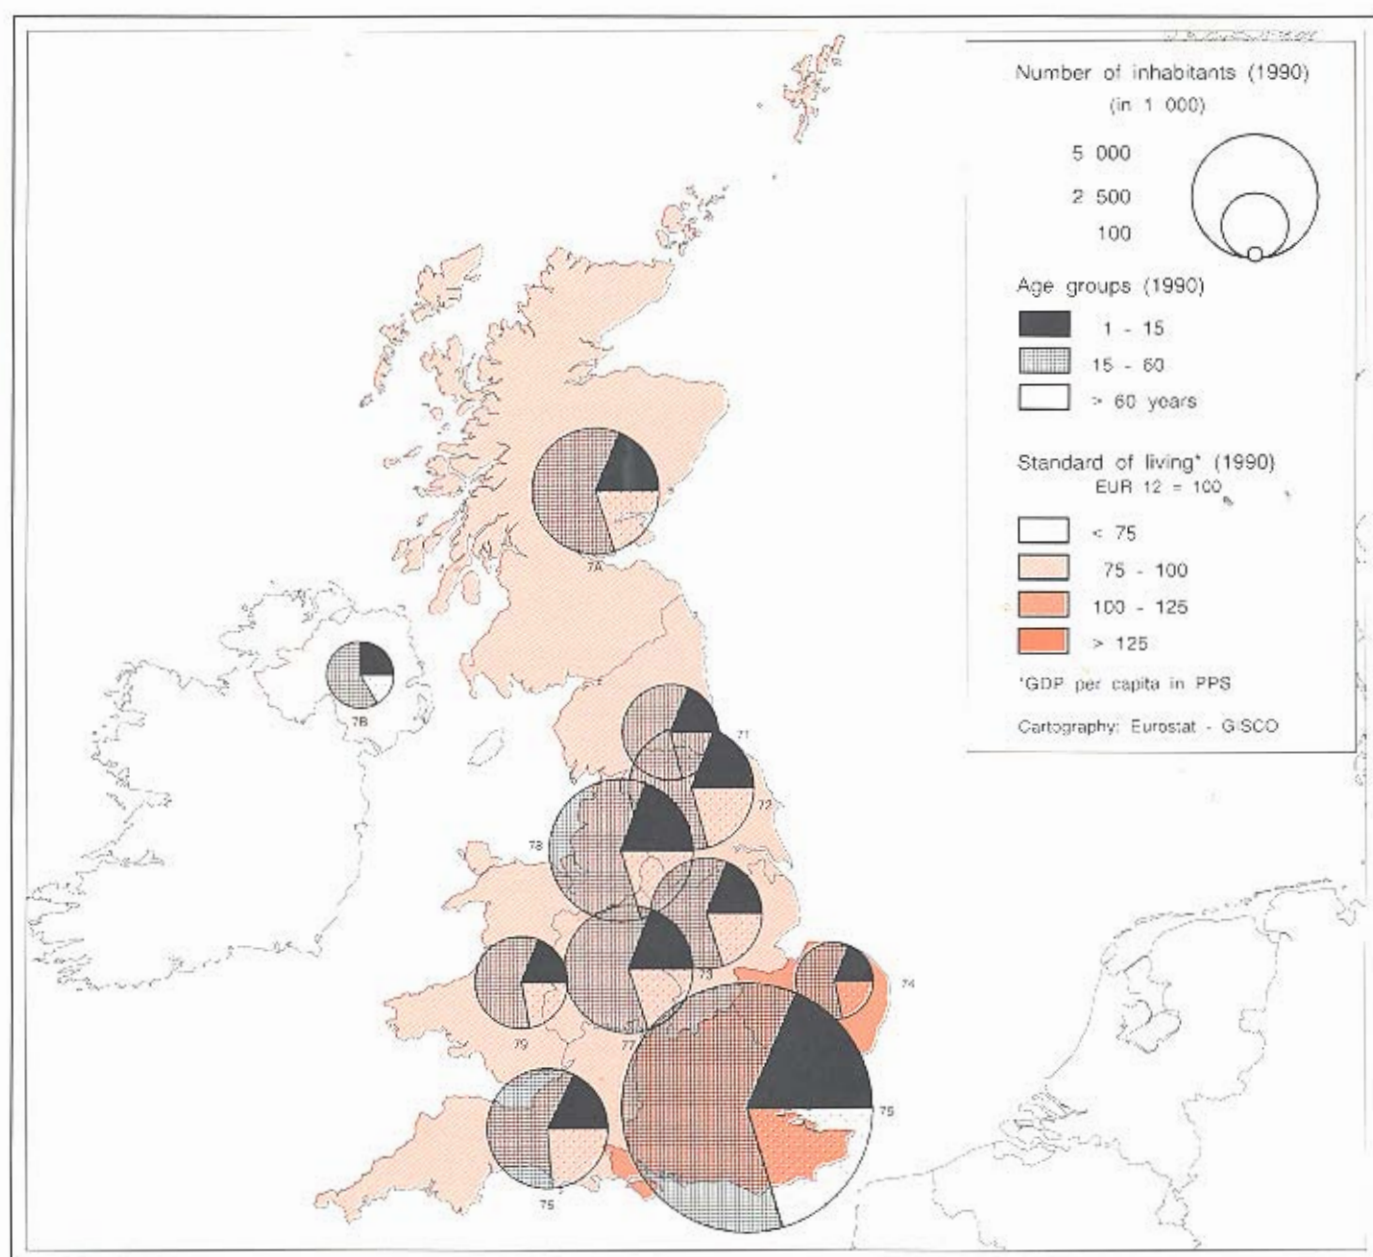 Number of inhabitants (1990)
(in 1 000)
5 000
2 500
100
Age groups (1990)
1 - 15
15 - 60
> 60 years
Standard of living* (1990)
EUR 12 = 100
< 75
75 - 100
100 - 125
> 125
*GDP per capita in PPS
Cartography: Eurostat - GISCO
7A
7B
71
72
78
73
74
79
77
75
75